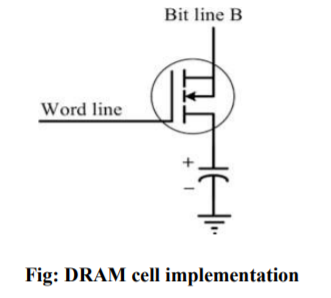 Bit line B
Word line
+
−
Fig: DRAM cell implementation